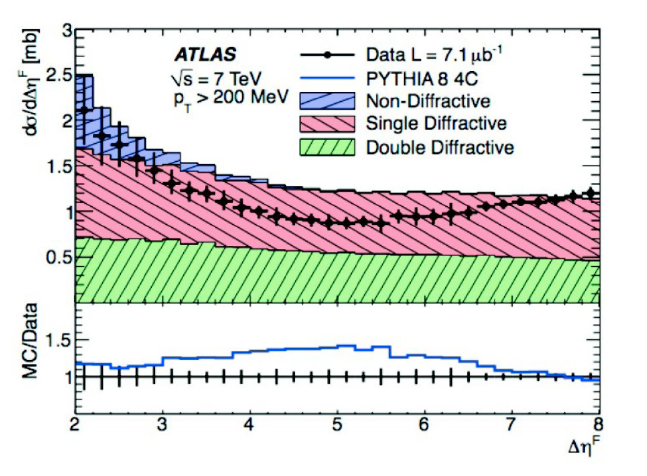 3
2.5
2
1.5
1
0.5
dσ/dΔη^F [mb]
ATLAS
√s = 7 TeV
p_T > 200 MeV
Data L = 7.1 μb⁻¹
PYTHIA 8 4C
Non-Diffractive
Single Diffractive
Double Diffractive
MC/Data
1.5
1
2 3 4 5 6 7 8
Δη^F